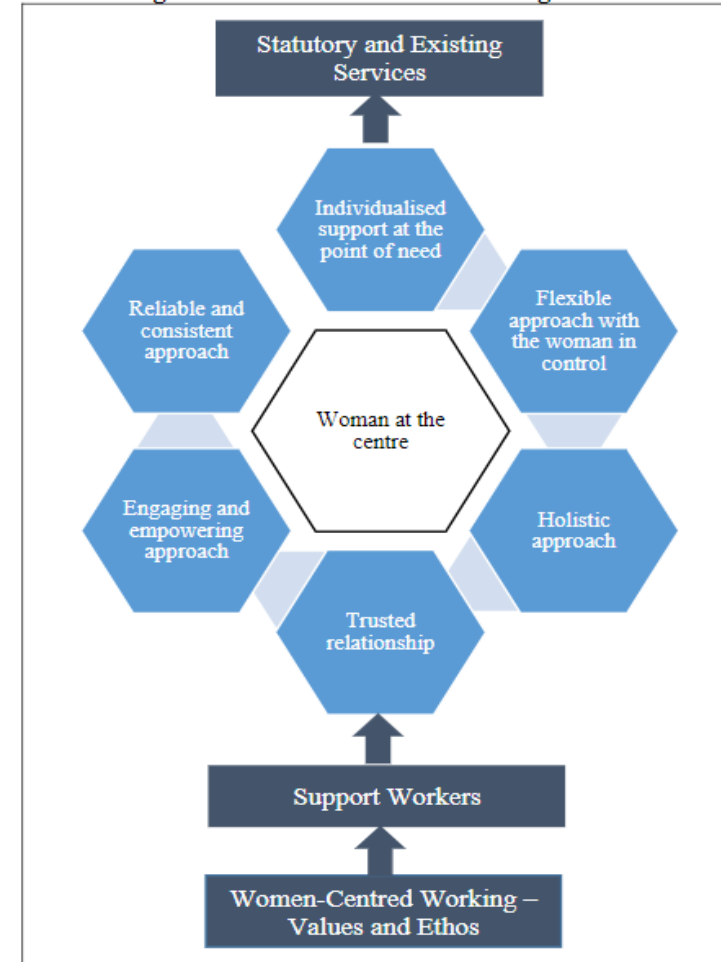 Statutory and Existing
Services
Individualised
support at the
point of need
Reliable and
consistent
approach
Flexible
approach with
the woman in
control
Woman at the
centre
Engaging and
empowering
approach
Holistic
approach
Trusted
relationship
Support Workers
Women-Centred Working –
Values and Ethos